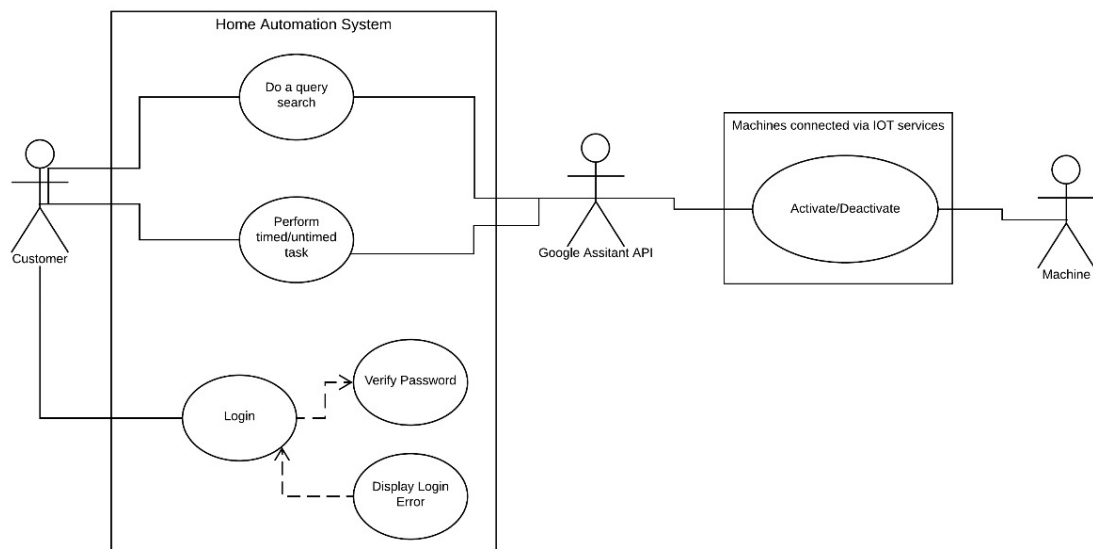 Home Automation System
Do a query
search
Machines connected via IOT services
Perform
timed/untimed
task
Activate/Deactivate
Customer
Google Assitant API
Machine
Verify Password
Login
Display Login
Error